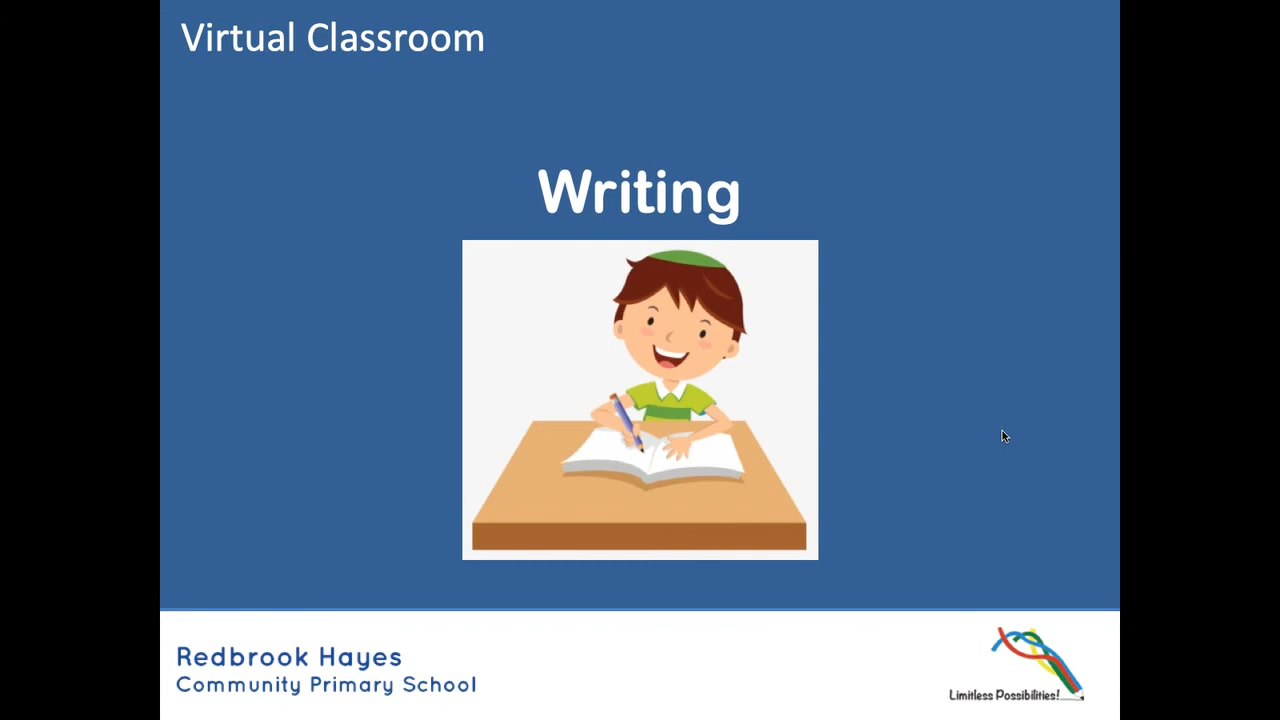 Virtual Classroom
Writing
Redbrook Hayes
Community Primary School
Limitless Possibilities!